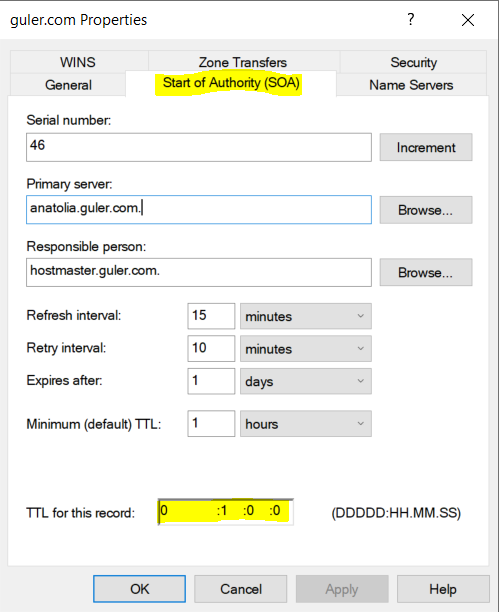 guler.com Properties ? ×
WINS Zone Transfers Security
General Start of Authority (SOA) Name Servers
Serial number:
46 Increment
Primary server:
anatolia.guler.com. Browse...
Responsible person:
hostmaster.guler.com. Browse...
Refresh interval: 15 minutes
Retry interval: 10 minutes
Expires after: 1 days
Minimum (default) TTL: 1 hours
TTL for this record: 0 :1 :0 :0 (DDDDD:HH.MM.SS)
OK Cancel Apply Help